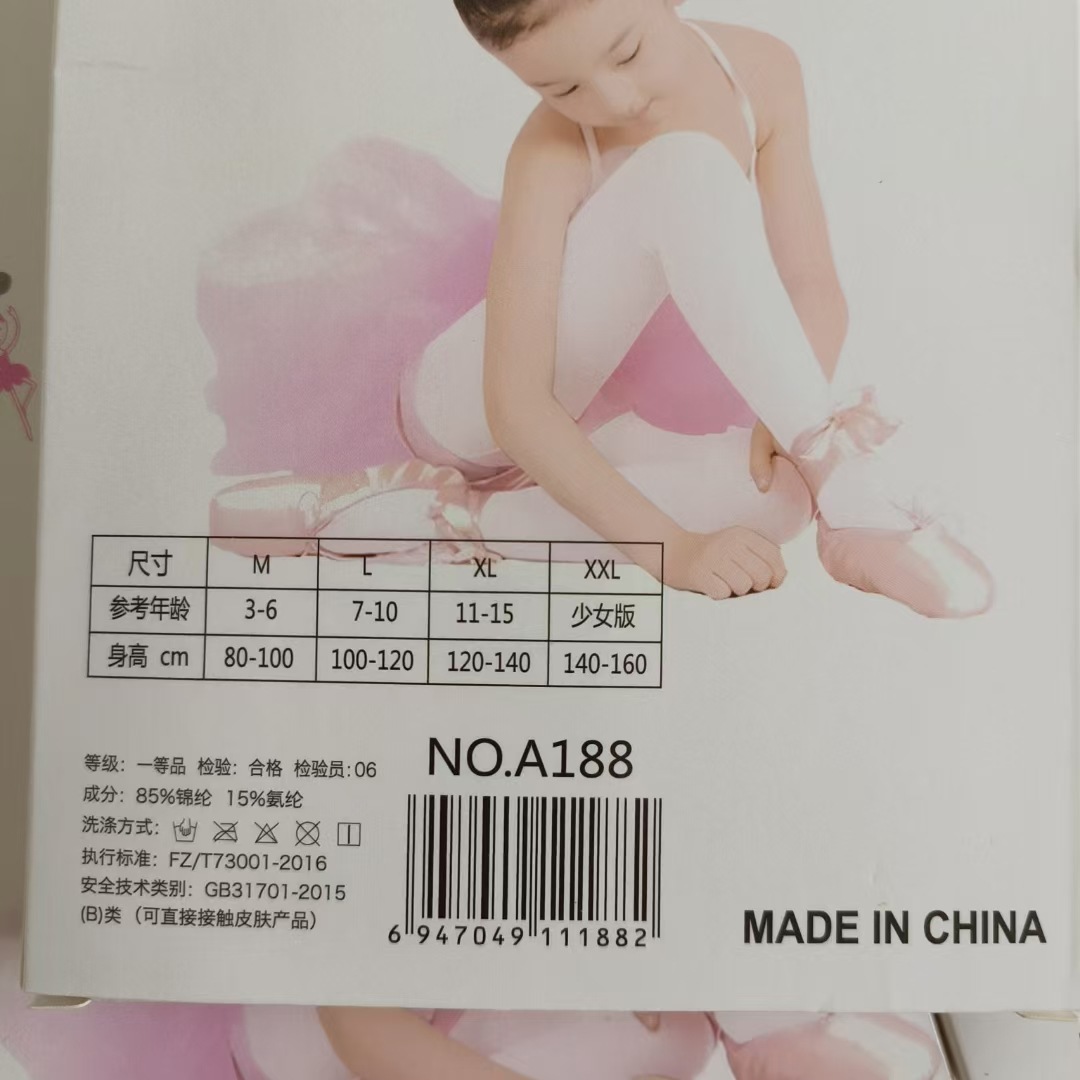 尺寸 M L XL XXL
参考年龄 3-6 7-10 11-15 少女版
身高 cm 80-100 100-120 120-140 140-160
NO.A188
等级：一等品 检验：合格 检验员：06
成分：85%锦纶 15%氨纶
洗涤方式：
执行标准：FZ/T73001-2016
安全技术类别：GB31701-2015
(B)类（可直接接触皮肤产品）
6 947049 111882
MADE IN CHINA